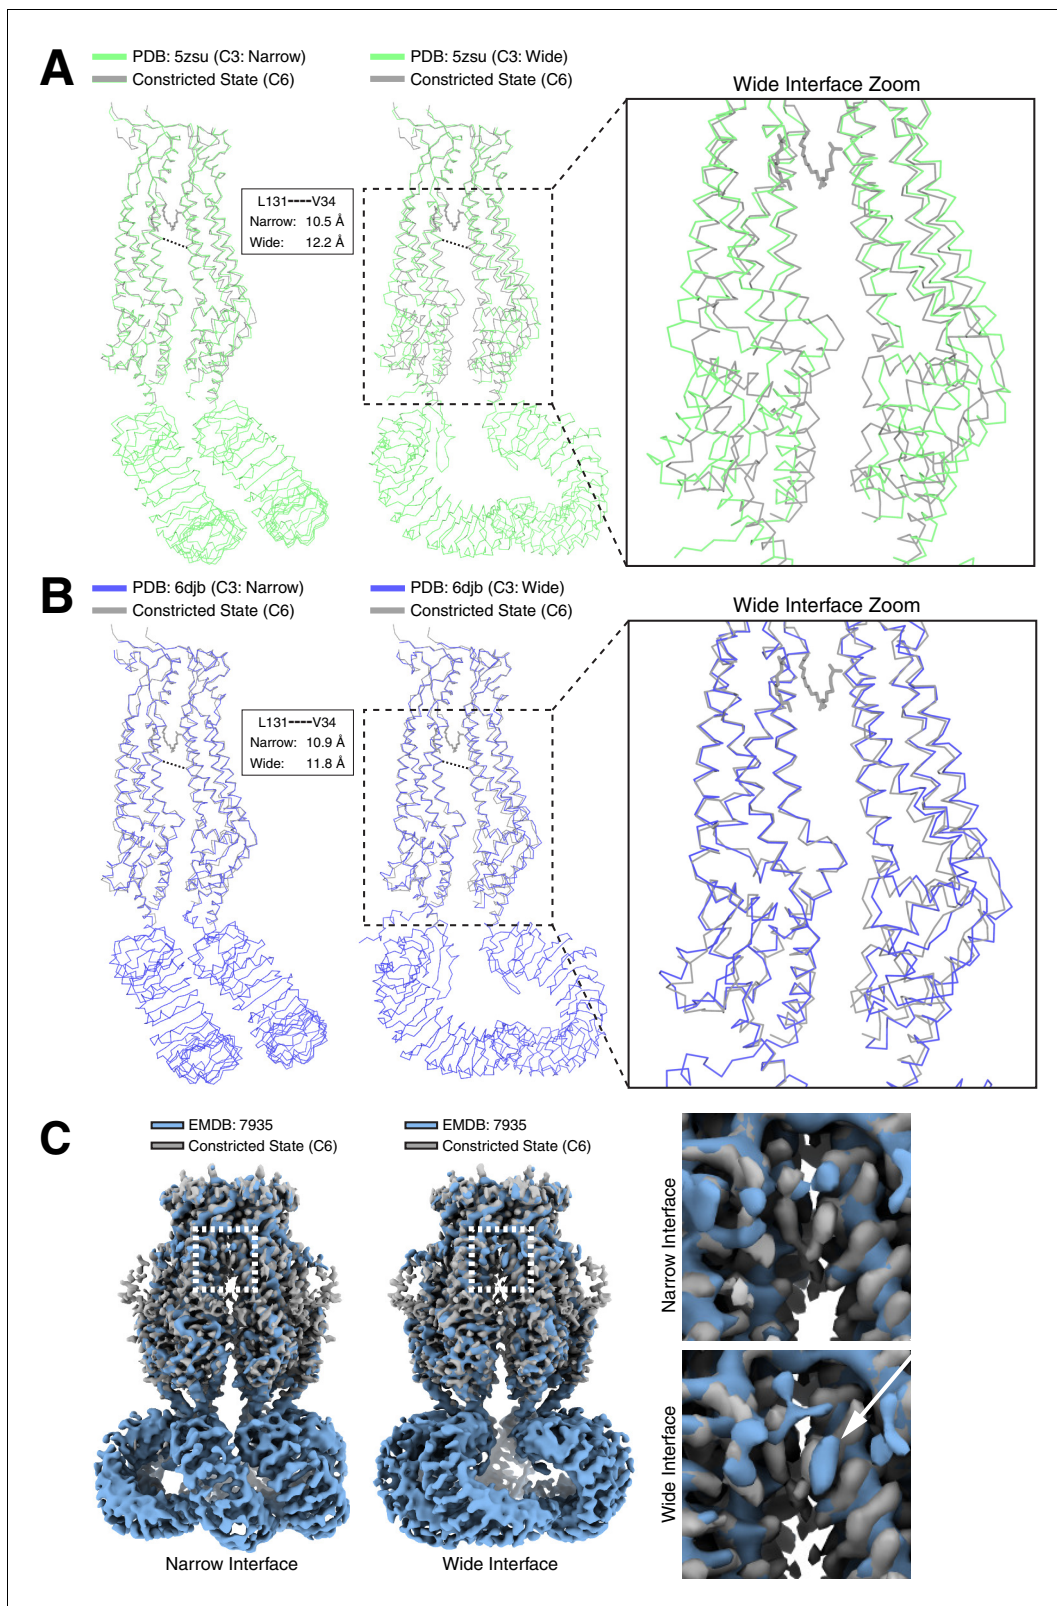 A
PDB: 5zsu (C3: Narrow)
Constricted State (C6)
PDB: 5zsu (C3: Wide)
Constricted State (C6)
Wide Interface Zoom
L131----V34
Narrow: 10.5 Å
Wide: 12.2 Å
B
PDB: 6djb (C3: Narrow)
Constricted State (C6)
PDB: 6djb (C3: Wide)
Constricted State (C6)
Wide Interface Zoom
L131----V34
Narrow: 10.9 Å
Wide: 11.8 Å
C
EMDB: 7935
Constricted State (C6)
EMDB: 7935
Constricted State (C6)
Narrow Interface
Wide Interface
Narrow Interface
Wide Interface